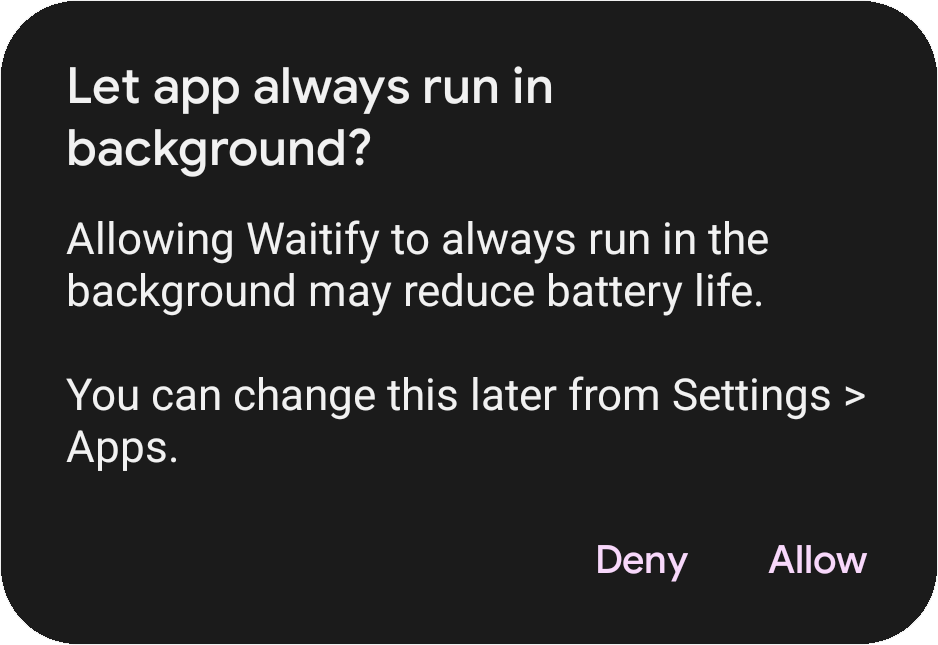 Let app always run in
background?
Allowing Waitify to always run in the
background may reduce battery life.
You can change this later from Settings >
Apps.
Deny Allow